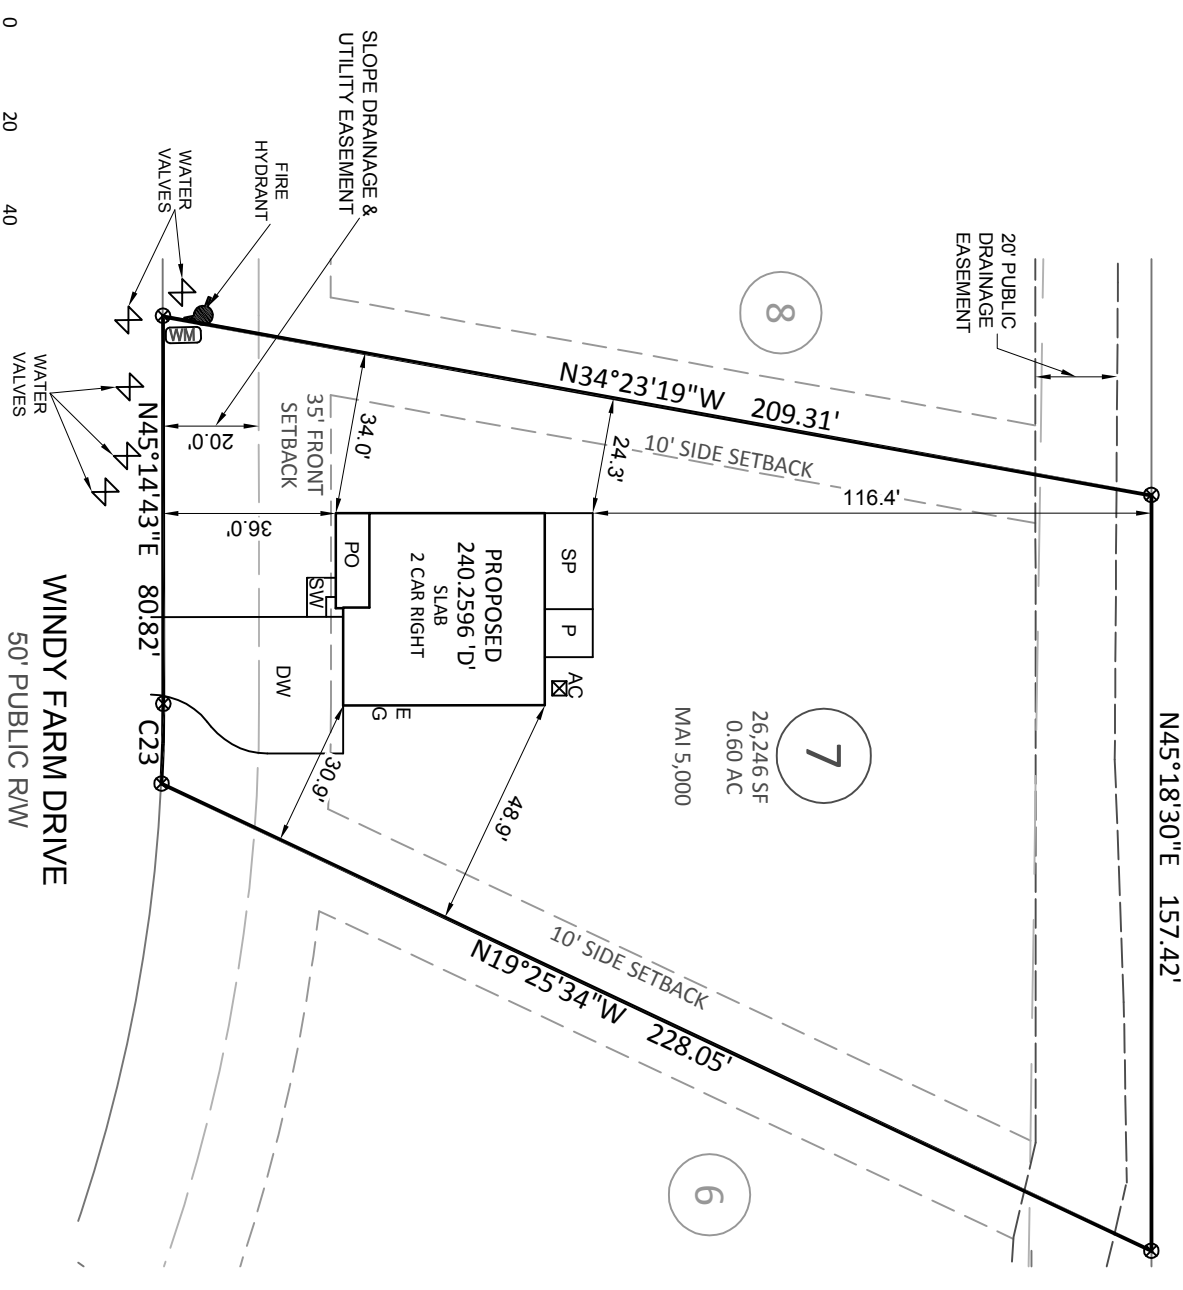 0
20
40
SLOPE DRAINAGE &
UTILITY EASEMENT
FIRE
HYDRANT
WATER
VALVES
WATER
VALVES
20' PUBLIC
DRAINAGE
EASEMENT
8
N34°23'19"W 209.31'
10' SIDE SETBACK
35' FRONT
SETBACK
34.0'
24.3'
116.4'
20.0'
36.0'
WM
N45°14'43"E 80.82'
C23
PO
SW
DW
PROPOSED
240.2596 'D'
SLAB
2 CAR RIGHT
SP
P
AC
E
G
30.9'
48.9'
7
26,246 SF
0.60 AC
MAI 5,000
N45°18'30"E 157.42'
10' SIDE SETBACK
N19°25'34"W 228.05'
6
WINDY FARM DRIVE
50' PUBLIC R/W